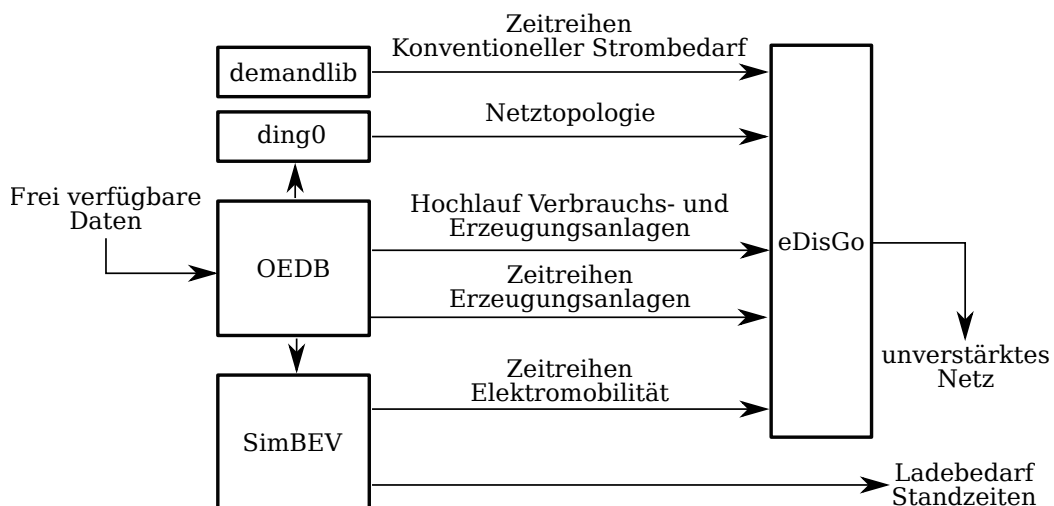 Zeitreihen
Konventioneller Strombedarf
demandlib
Netztopologie
ding0
Frei verfügbare
Daten
Hochlauf Verbrauchs- und
Erzeugungsanlagen
eDisGo
OEDB
Zeitreihen
Erzeugungsanlagen
unverstärktes
Netz
Zeitreihen
Elektromobilität
SimBEV
Ladebedarf
Standzeiten